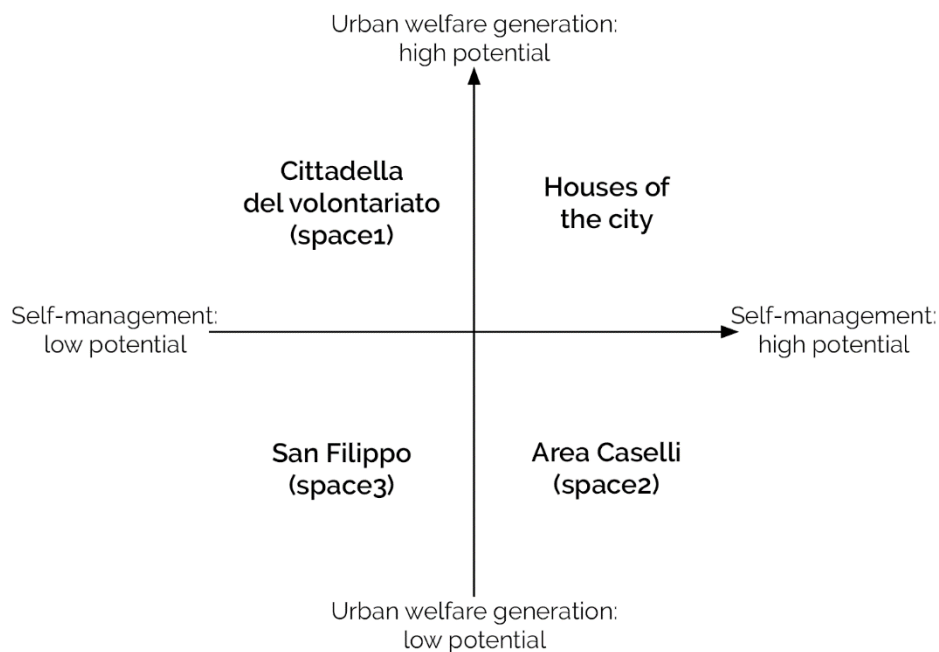 Urban welfare generation:
high potential
Cittadella
del volontariato
(space1)
Houses of
the city
Self-management:
low potential
Self-management:
high potential
San Filippo
(space3)
Area Caselli
(space2)
Urban welfare generation:
low potential